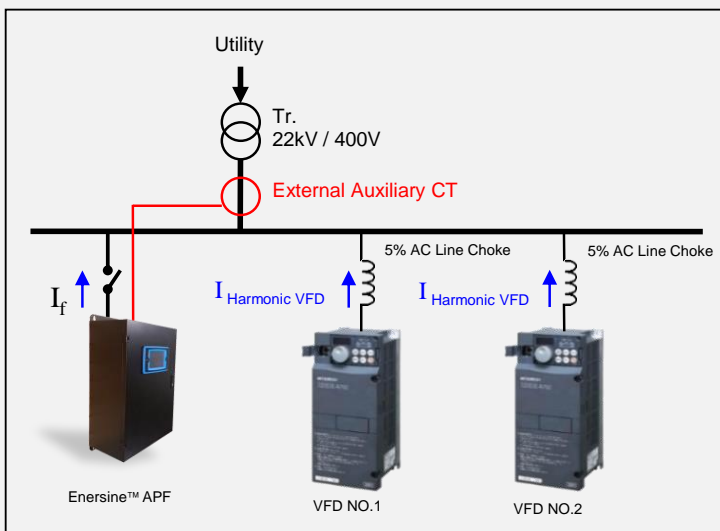 Utility
Tr.
22kV / 400V
External Auxiliary CT
5% AC Line Choke
5% AC Line Choke
If
I Harmonic VFD
I Harmonic VFD
Enersine™ APF
VFD NO.1
VFD NO.2